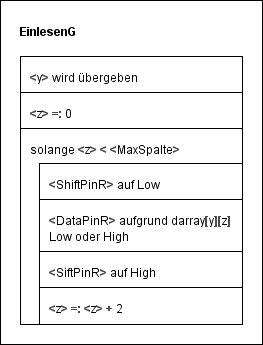 EinlesenG
<y> wird übergeben
<z> =: 0
solange <z> < <MaxSpalte>
<ShiftPinR> auf Low
<DataPinR> aufgrund darray[y][z]
Low oder High
<SiftPinR> auf High
<z> =: <z> + 2